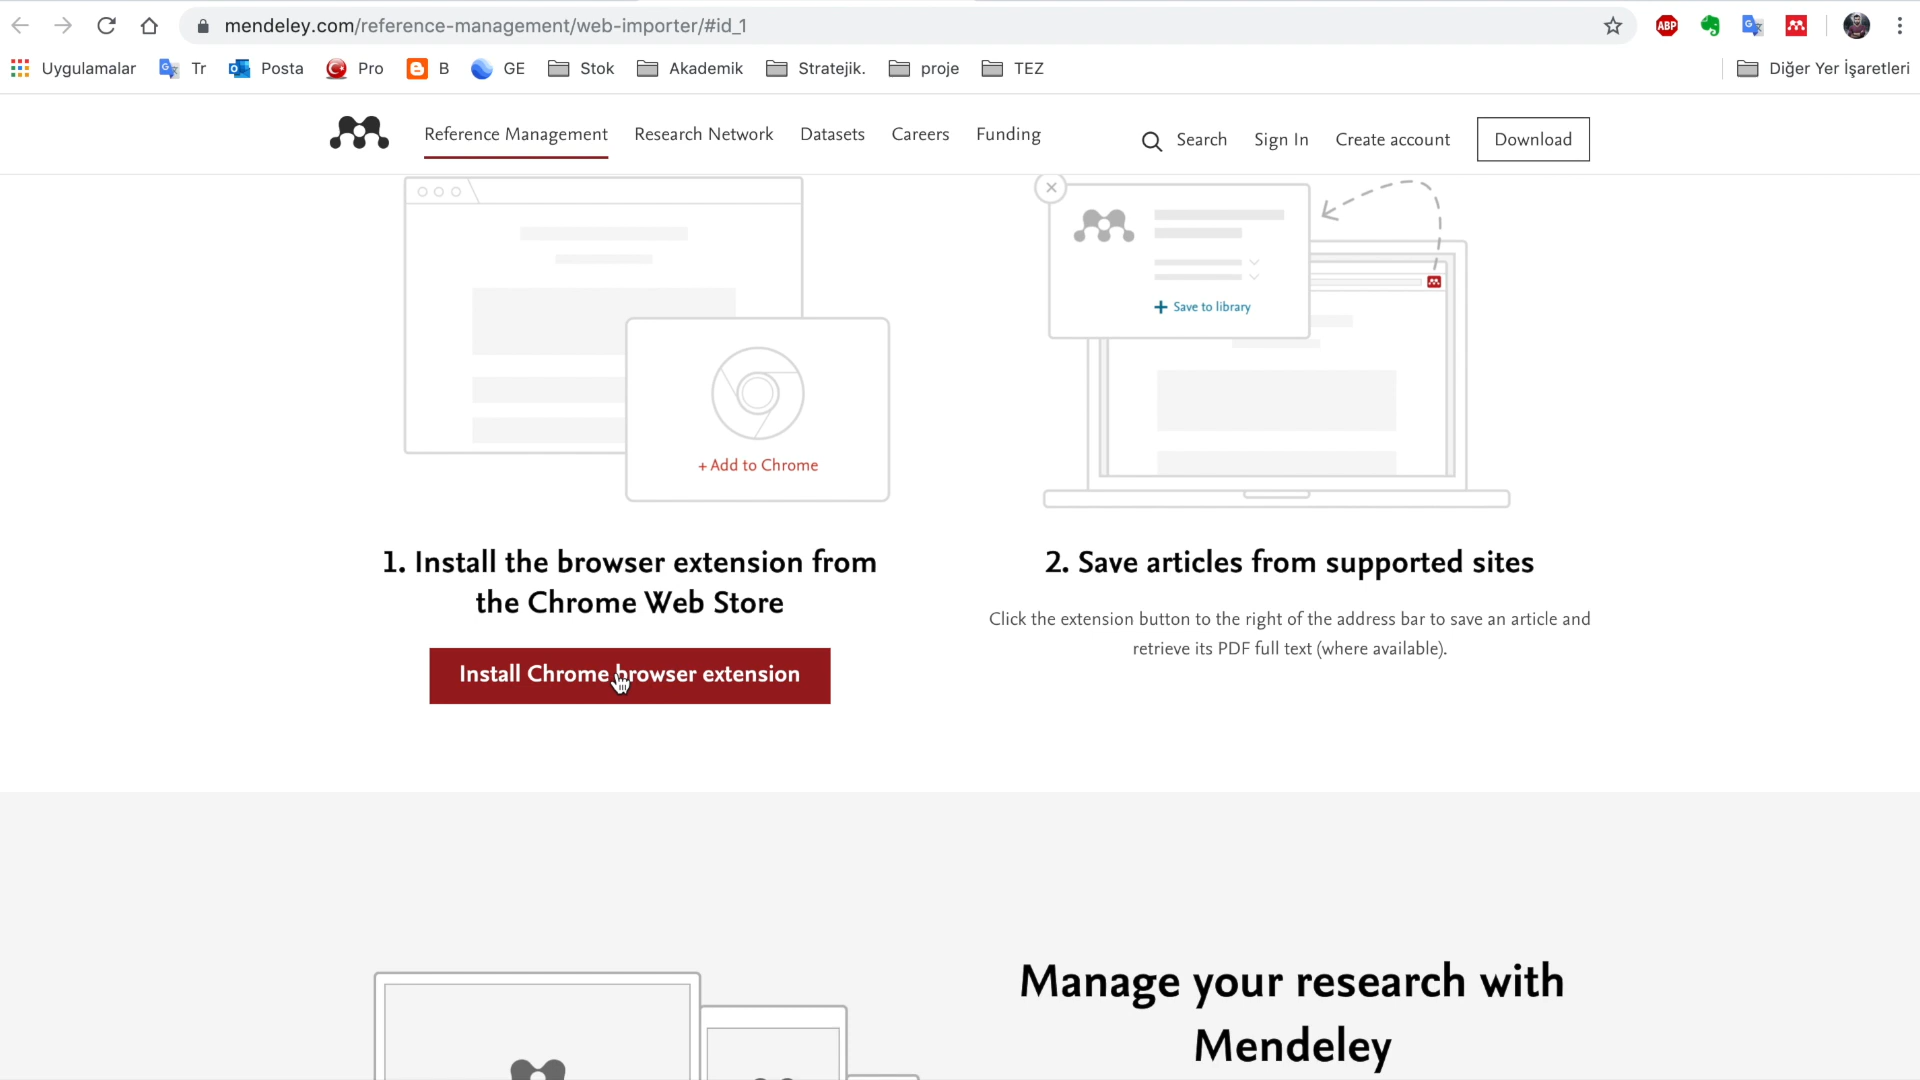 mendeley.com/reference-management/web-importer/#id_1
ABP
Uygulamalar Tr Posta Pro B GE Stok Akademik Stratejik. proje TEZ Diğer Yer İşaretleri
Reference Management Research Network Datasets Careers Funding Search Sign In Create account Download
+ Save to library
+ Add to Chrome
1. Install the browser extension from
the Chrome Web Store
Install Chrome browser extension
2. Save articles from supported sites
Click the extension button to the right of the address bar to save an article and
retrieve its PDF full text (where available).
Manage your research with
Mendeley